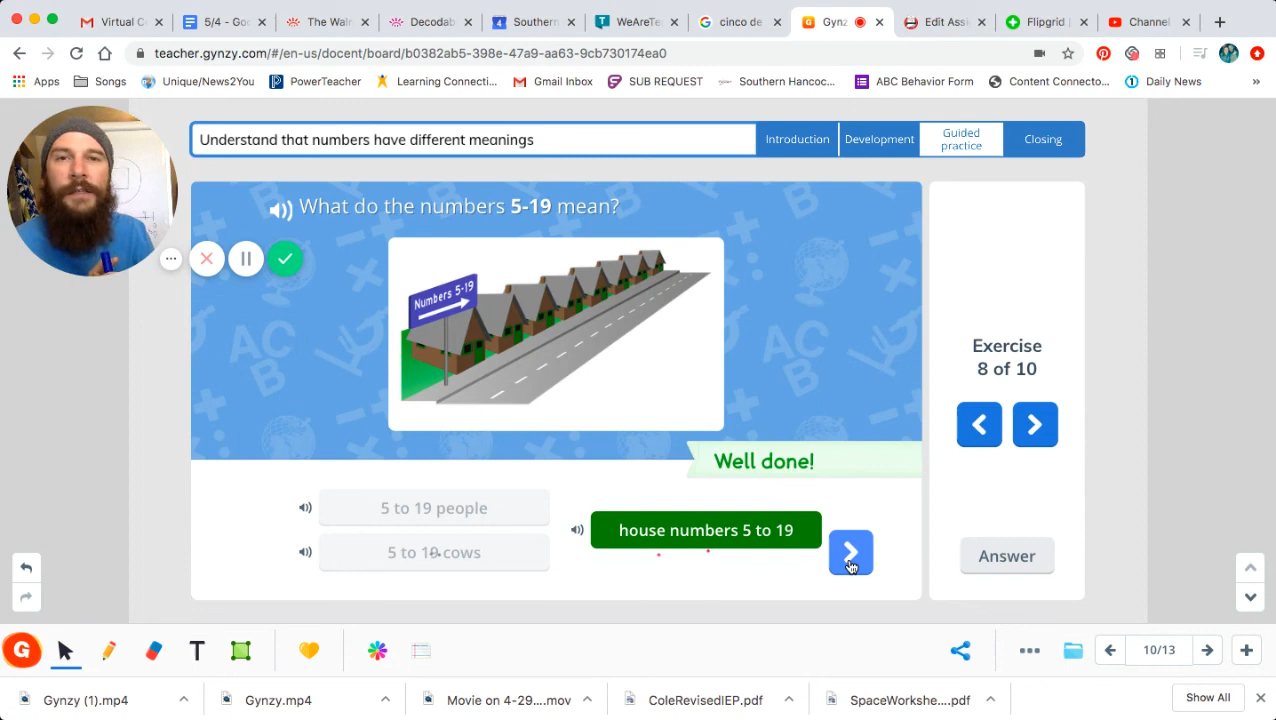 Virtual C
5/4 - Goo
The Walr
Decodab
Southern
WeAreTe
cinco de
Gynz
Edit Assi
Flipgrid |
Channel
teacher.gynzy.com/#/en-us/docent/board/b0382ab5-398e-47a9-aa63-9cb730174ea0
Apps
Songs
Unique/News2You
PowerTeacher
Learning Connecti...
Gmail Inbox
SUB REQUEST
Southern Hancoc...
ABC Behavior Form
Content Connecto...
Daily News
Understand that numbers have different meanings
Introduction
Development
Guided practice
Closing
What do the numbers 5-19 mean?
Numbers 5-19
Exercise
8 of 10
Well done!
5 to 19 people
house numbers 5 to 19
5 to 19 cows
Answer
10/13
Gynzy (1).mp4
Gynzy.mp4
Movie on 4-29....mov
ColeRevisedIEP.pdf
SpaceWorkshe....pdf
Show All